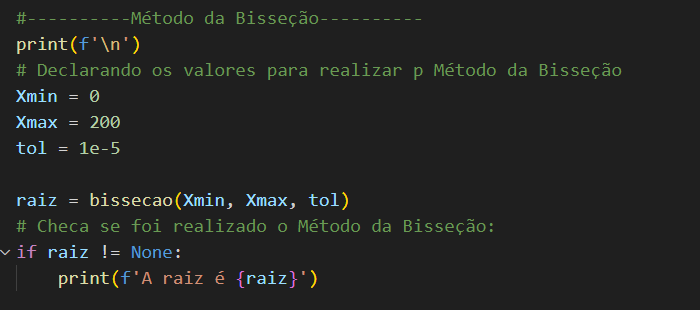 #----------Método da Bisseção----------
print(f'\n')
# Declarando os valores para realizar p Método da Bisseção
Xmin = 0
Xmax = 200
tol = 1e-5
raiz = bissecao(Xmin, Xmax, tol)
# Checa se foi realizado o Método da Bisseção:
if raiz != None:
    print(f'A raiz é {raiz}')